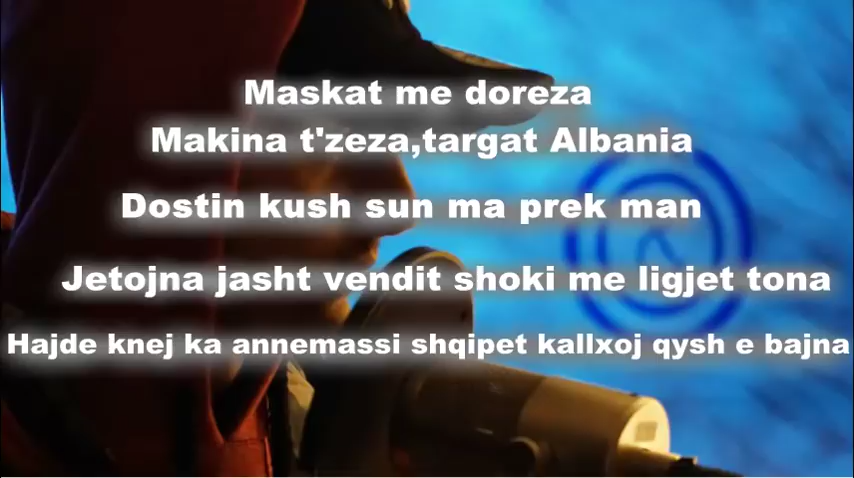 Maskat me doreza
Makina t'zeza,targat Albania
Dostin kush sun ma prek man
Jetojna jasht vendit shoki me ligjet tona
Hajde knej ka annemassi shqipet kallxoj qysh e bajna